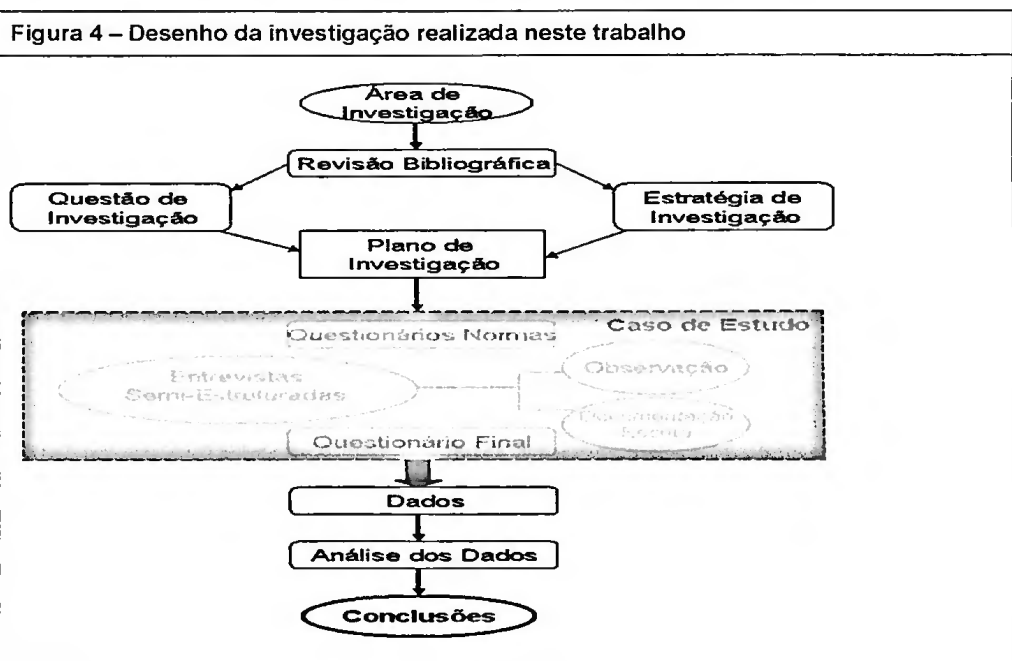 Figura 4 – Desenho da investigação realizada neste trabalho
Área de
Investigação
Revisão Bibliográfica
Questão de
Investigação
Estratégia de
Investigação
Plano de
Investigação
Caso de Estudo
Questionários Normas
Entrevistas
Semi-Estruturadas
Observação
Documentação
Escola
Questionário Final
Dados
Análise dos Dados
Conclusões